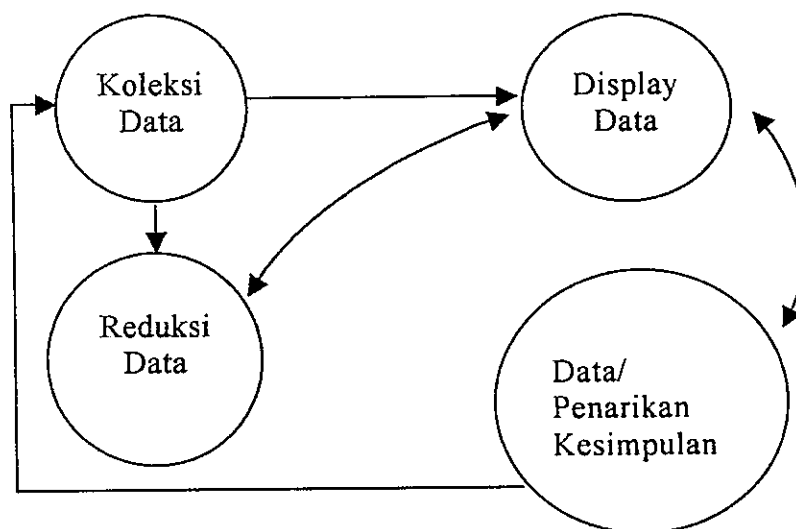 Koleksi
Data
Display
Data
Reduksi
Data
Data/
Penarikan
Kesimpulan